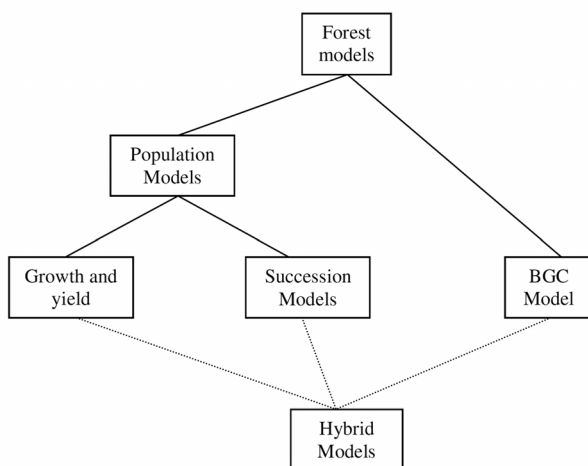 Forest
models
Population
Models
Growth and
yield
Succession
Models
BGC
Model
Hybrid
Models